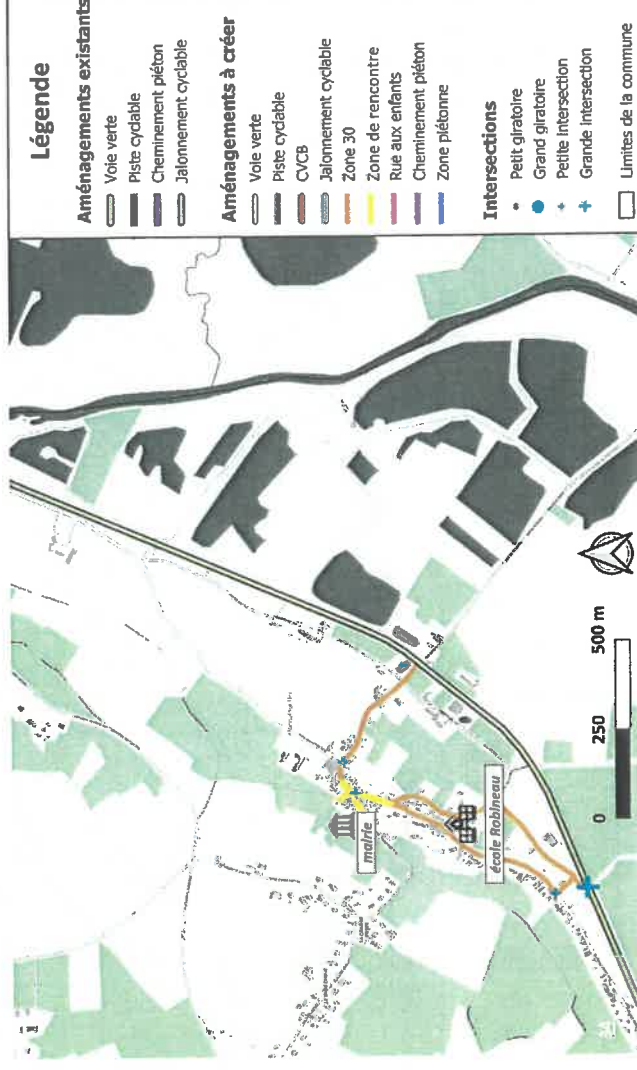 Légende
Aménagements existants
Voie verte
Piste cyclable
Cheminement piéton
Jalonnement cyclable
Aménagements à créer
Voie verte
Piste cyclable
CVCB
Jalonnement cyclable
Zone 30
Zone de rencontre
Rue aux enfants
Cheminement piéton
Zone piétonne
Intersections
Petit giratoire
Grand giratoire
Petite intersection
Grande intersection
Limites de la commune
mairie
école Robineau
0
250
500 m